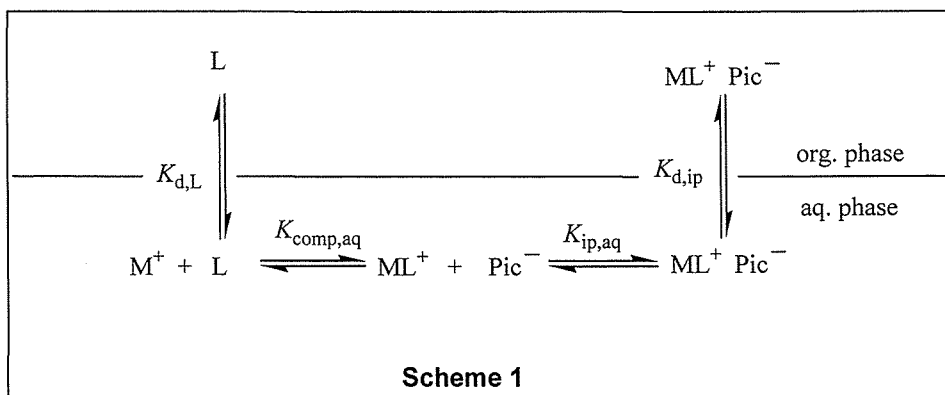 L
ML⁺ Pic⁻
K_d,L
K_d,ip
org. phase
aq. phase
K_comp,aq
K_ip,aq
M⁺ + L ⇌ ML⁺ + Pic⁻ ⇌ ML⁺ Pic⁻
Scheme 1